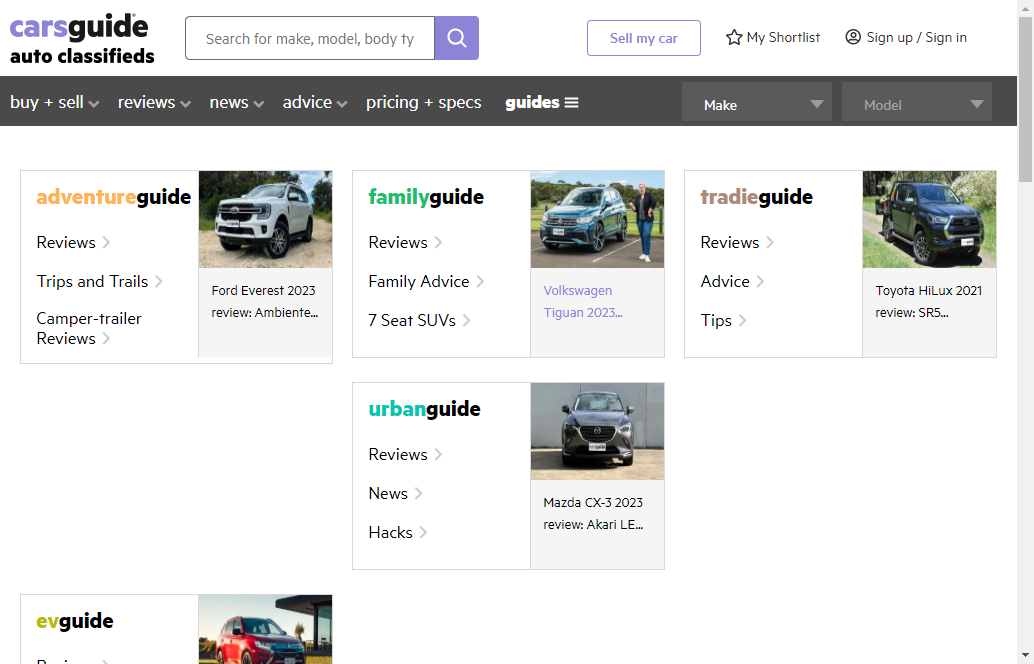 carsguide
auto classifieds
Search for make, model, body ty
Sell my car
My Shortlist
Sign up / Sign in
buy + sell
reviews
news
advice
pricing + specs
guides
Make
Model
adventureguide
Reviews
Trips and Trails
Camper-trailer
Reviews
Ford Everest 2023
review: Ambiente...
familyguide
Reviews
Family Advice
7 Seat SUVs
Volkswagen
Tiguan 2023...
tradieguide
Reviews
Advice
Tips
Toyota HiLux 2021
review: SR5...
urbanguide
Reviews
News
Hacks
Mazda CX-3 2023
review: Akari LE...
evguide